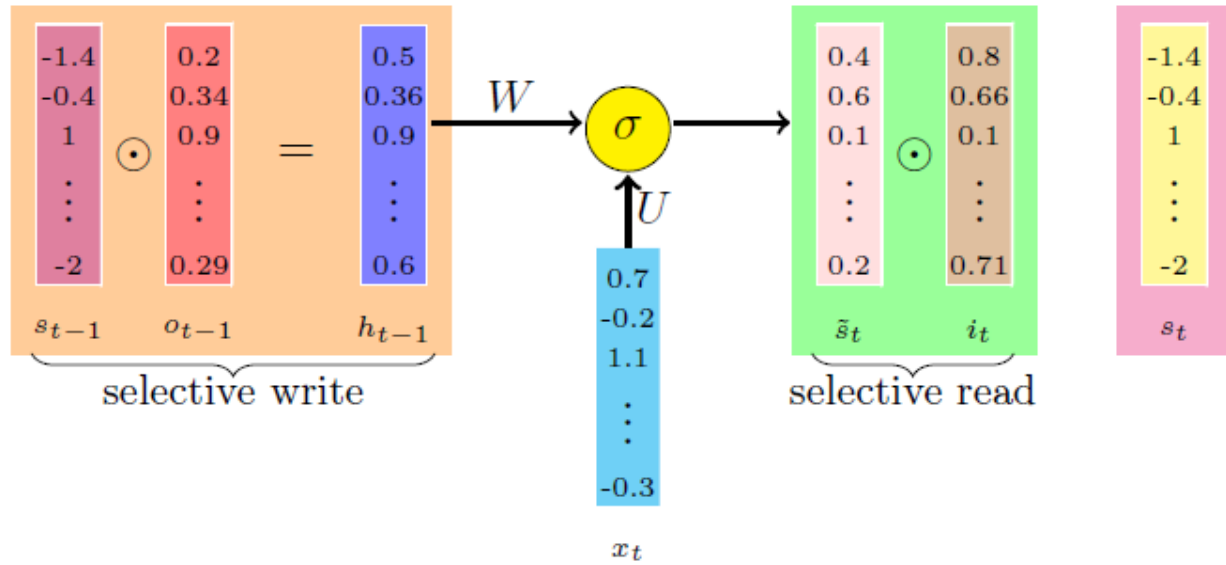 -1.4 0.2 0.5 0.4 0.8 -1.4
-0.4 0.34 0.36 W 0.6 0.66 -0.4
1 ⊙ 0.9 = 0.9 σ 0.1 ⊙ 0.1 1
⋮ ⋮ ⋮ U ⋮ ⋮ ⋮
-2 0.29 0.6 0.2 0.71 -2
s_{t−1} o_{t−1} h_{t−1} s̃_t i_t s_t
selective write selective read
0.7
-0.2
1.1
⋮
-0.3
x_t